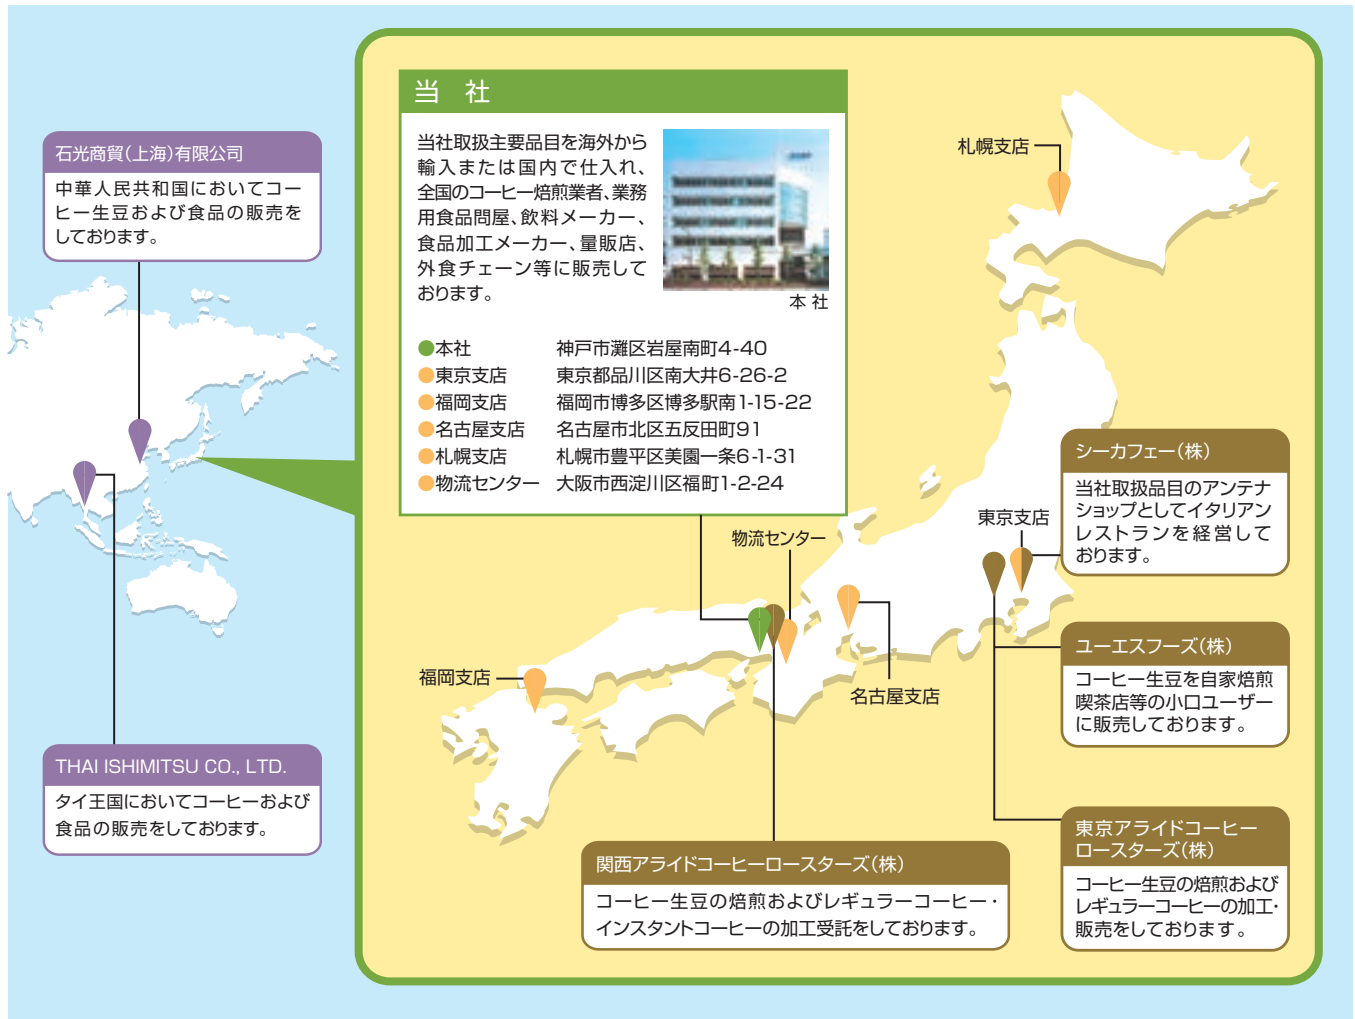 当 社
当社取扱主要品目を海外から
輸入または国内で仕入れ、
全国のコーヒー焙煎業者、業務
用食品問屋、飲料メーカー、
食品加工メーカー、量販店、
外食チェーン等に販売して
おります。
本 社
●本社 神戸市灘区岩屋南町4-40
●東京支店 東京都品川区南大井6-26-2
●福岡支店 福岡市博多区博多駅南1-15-22
●名古屋支店 名古屋市北区五反田町91
●札幌支店 札幌市豊平区美園一条6-1-31
●物流センター 大阪市西淀川区福町1-2-24
石光商貿(上海)有限公司
中華人民共和国においてコー
ヒー生豆および食品の販売を
しております。
THAI ISHIMITSU CO., LTD.
タイ王国においてコーヒーおよび
食品の販売をしております。
札幌支店
東京支店
物流センター
名古屋支店
福岡支店
シーカフェー(株)
当社取扱品目のアンテナ
ショップとしてイタリアン
レストランを経営して
おります。
ユーエスフーズ(株)
コーヒー生豆を自家焙煎
喫茶店等の小口ユーザー
に販売しております。
東京アライドコーヒー
ロースターズ(株)
コーヒー生豆の焙煎および
レギュラーコーヒーの加工・
販売をしております。
関西アライドコーヒーロースターズ(株)
コーヒー生豆の焙煎およびレギュラーコーヒー・
インスタントコーヒーの加工受託をしております。